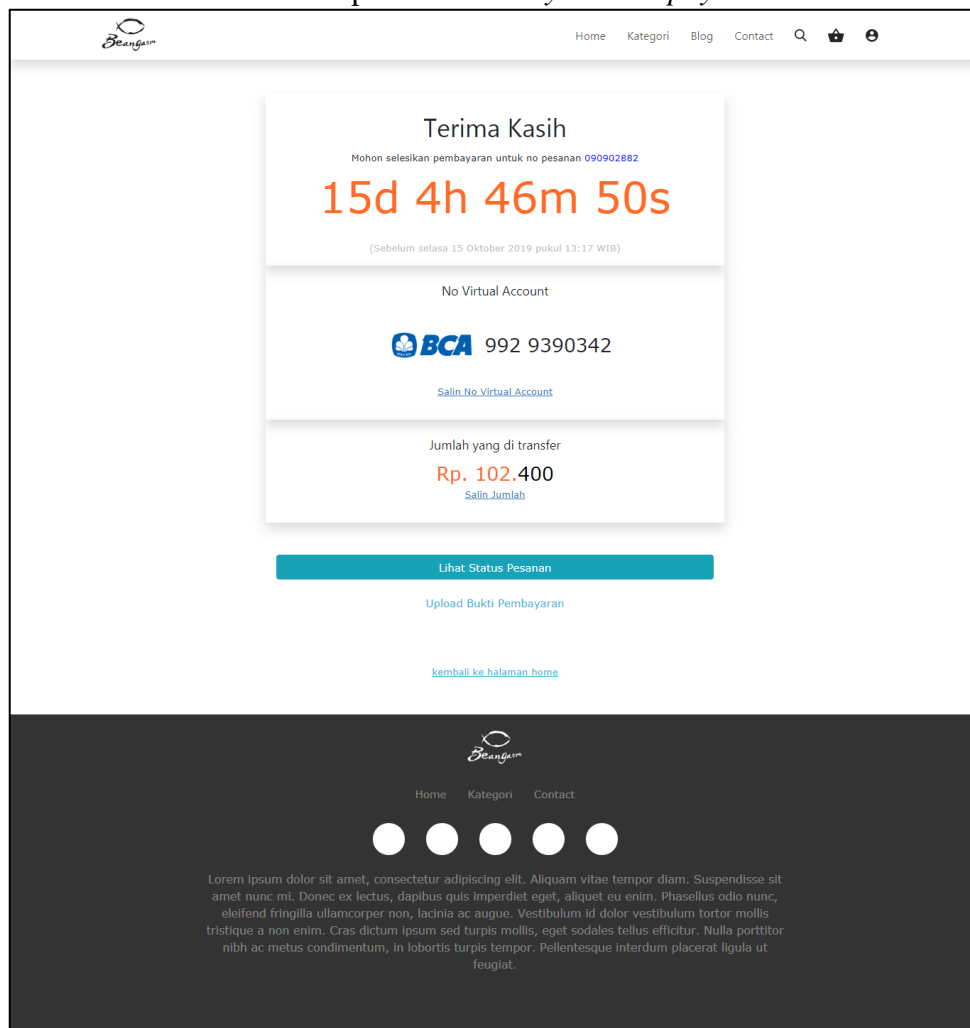 Beangasm
Home Kategori Blog Contact
Terima Kasih
Mohon selesikan pembayaran untuk no pesanan 090902882
15d 4h 46m 50s
(Sebelum selasa 15 Oktober 2019 pukul 13:17 WIB)
No Virtual Account
BCA 992 9390342
Salin No Virtual Account
Jumlah yang di transfer
Rp. 102.400
Salin Jumlah
Lihat Status Pesanan
Upload Bukti Pembayaran
kembali ke halaman home
Beangasm
Home Kategori Contact
Lorem ipsum dolor sit amet, consectetur adipiscing elit. Aliquam vitae tempor diam. Suspendisse sit
amet nunc mi. Donec ex lectus, dapibus quis imperdiet eget, aliquet eu enim. Phasellus odio nunc,
eleifend fringilla ullamcorper non, lacinia ac augue. Vestibulum id dolor vestibulum tortor mollis
tristique a non enim. Cras dictum ipsum sed turpis mollis, eget sodales tellus efficitur. Nulla porttitor
nibh ac metus condimentum, in lobortis turpis tempor. Pellentesque interdum placerat ligula ut
feugiat.